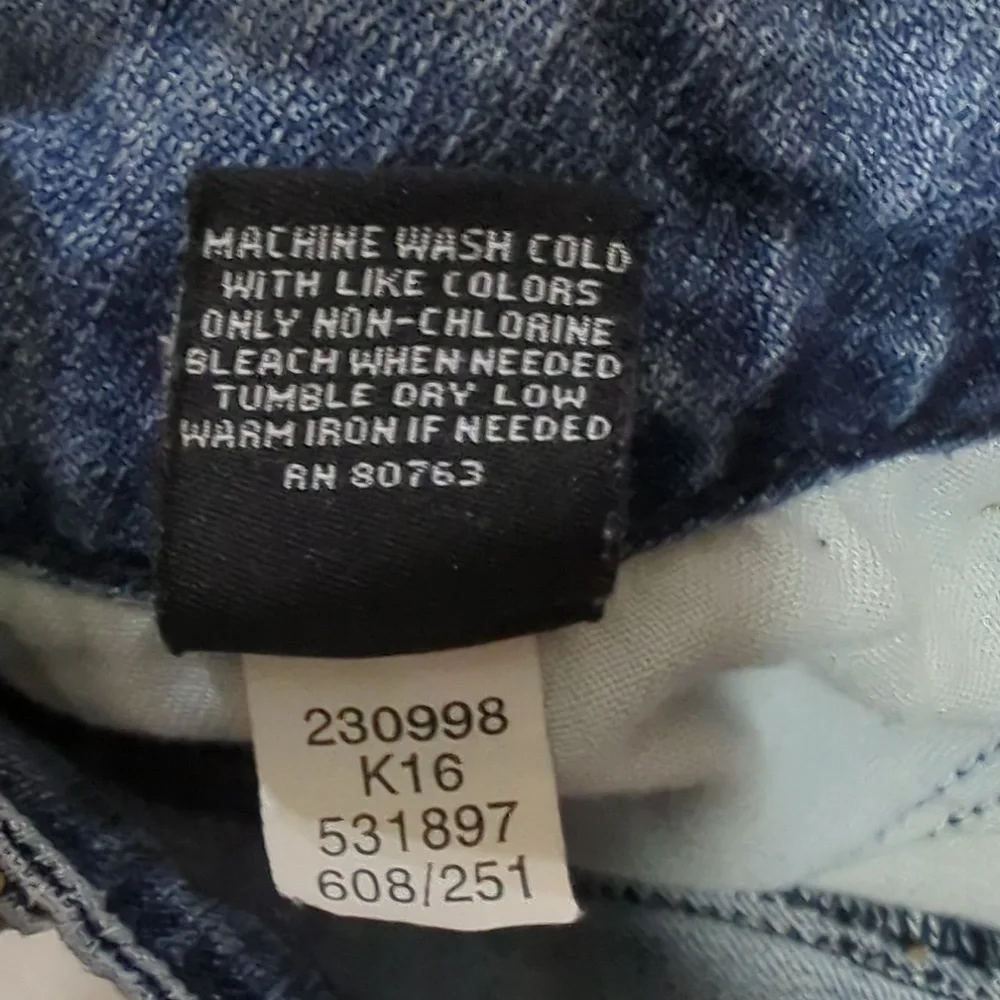 MACHINE WASH COLD
WITH LIKE COLORS
ONLY NON-CHLORINE
BLEACH WHEN NEEDED
TUMBLE DRY LOW
WARM IRON IF NEEDED
RN 80763
230998
K16
531897
608/251